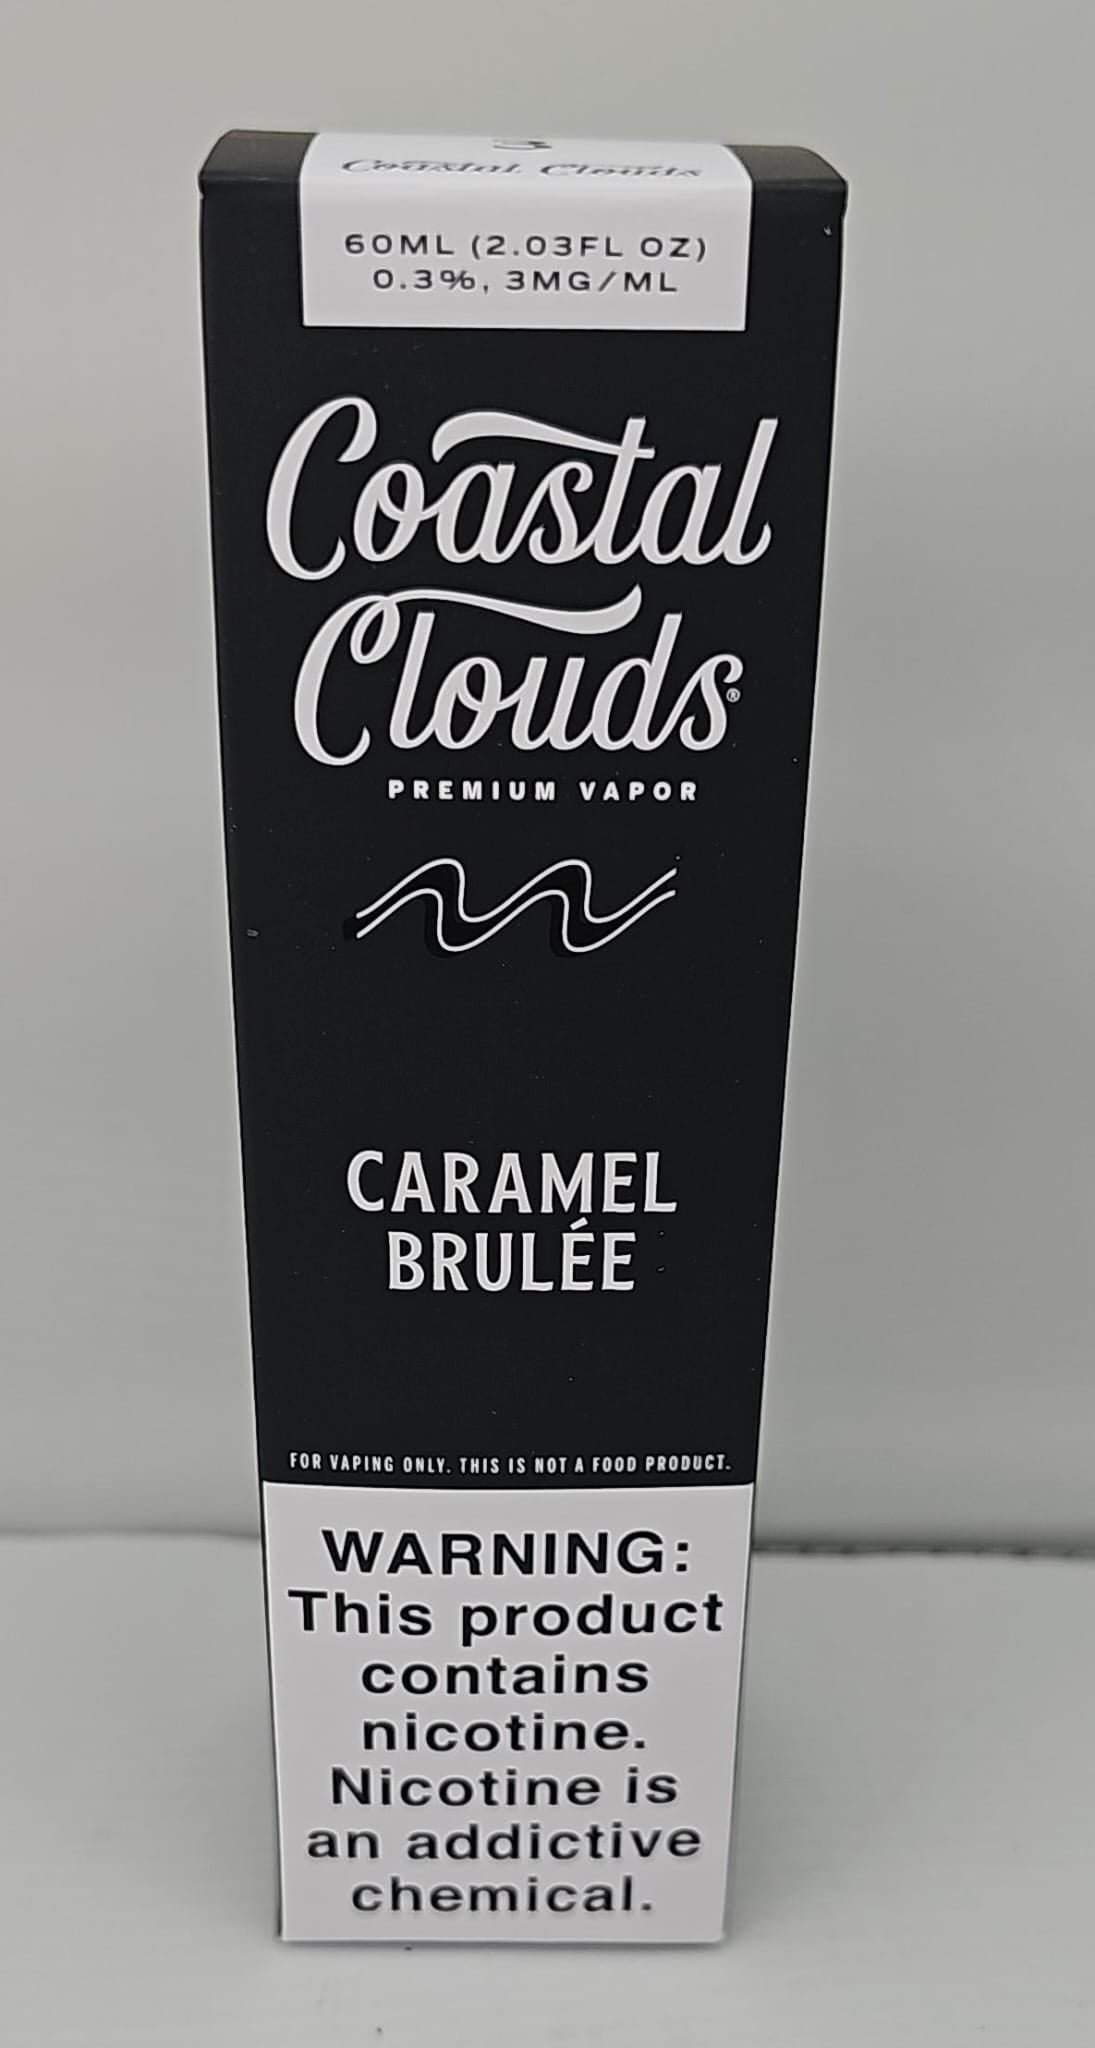 Coastal Clouds
60ML (2.03FL OZ)
0.3%, 3MG/ML
Coastal
Clouds®
PREMIUM VAPOR
CARAMEL
BRULÉE
FOR VAPING ONLY. THIS IS NOT A FOOD PRODUCT.
WARNING:
This product
contains
nicotine.
Nicotine is
an addictive
chemical.